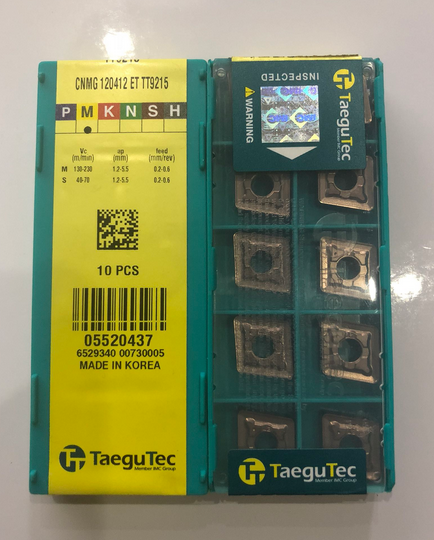 TT9215
CNMG 120412 ET TT9215
P M K N S H
Vc ap feed
(m/min) (mm) (mm/rev)
M 130-230 1.2-5.5 0.2-0.6
S 40-70 1.2-5.5 0.2-0.6
10 PCS
05520437
6529340 00730005
MADE IN KOREA
TaeguTec
Member IMC Group
INSPECTED
WARNING
TaeguTec
TaeguTec
Member IMC Group